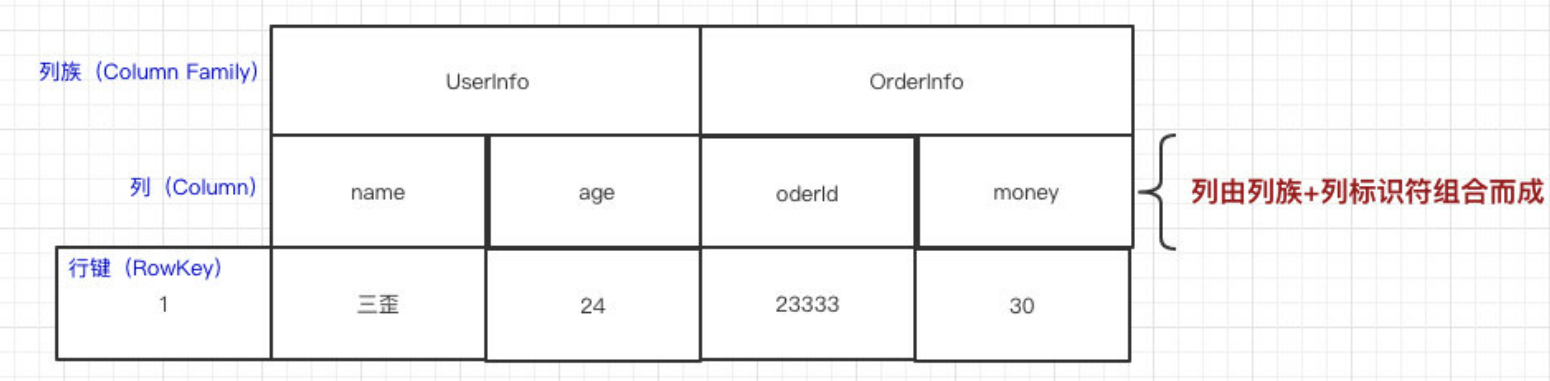 列族（Column Family）
UserInfo
OrderInfo
列（Column）
name
age
oderId
money
列由列族+列标识符组合而成
行键（RowKey）
1
三歪
24
23333
30